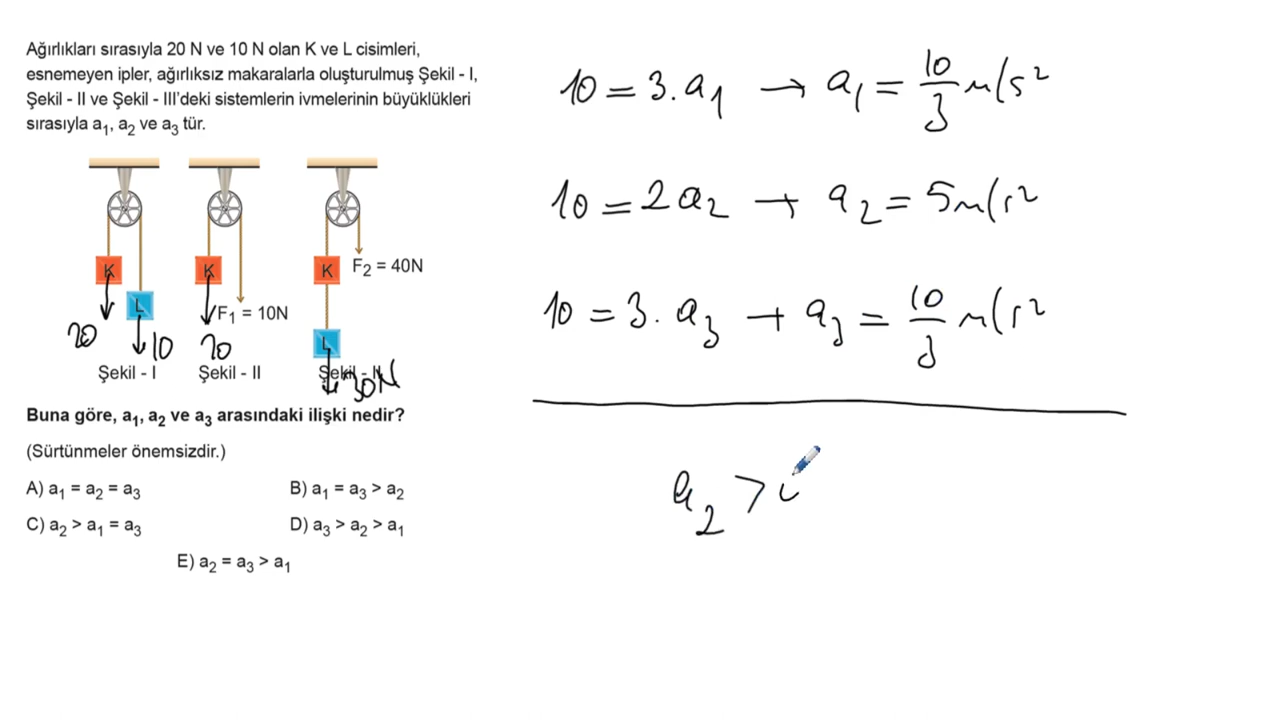 Ağırlıkları sırasıyla 20 N ve 10 N olan K ve L cisimleri,
esnemeyen ipler, ağırlıksız makaralarla oluşturulmuş Şekil - I,
Şekil - II ve Şekil - III'deki sistemlerin ivmelerinin büyüklükleri
sırasıyla a₁, a₂ ve a₃ tür.
K
L
20
10
Şekil - I
K
F₁ = 10N
20
Şekil - II
K
F₂ = 40N
L
30N
Şekil -
Buna göre, a₁, a₂ ve a₃ arasındaki ilişki nedir?
(Sürtünmeler önemsizdir.)
A) a₁ = a₂ = a₃
B) a₁ = a₃ > a₂
C) a₂ > a₁ = a₃
D) a₃ > a₂ > a₁
E) a₂ = a₃ > a₁
10 = 3. a₁ → a₁ = 10/3 m/s²
10 = 2a₂ → a₂ = 5m/s²
10 = 3. a₃ → a₃ = 10/3 m/s²
a₂ >